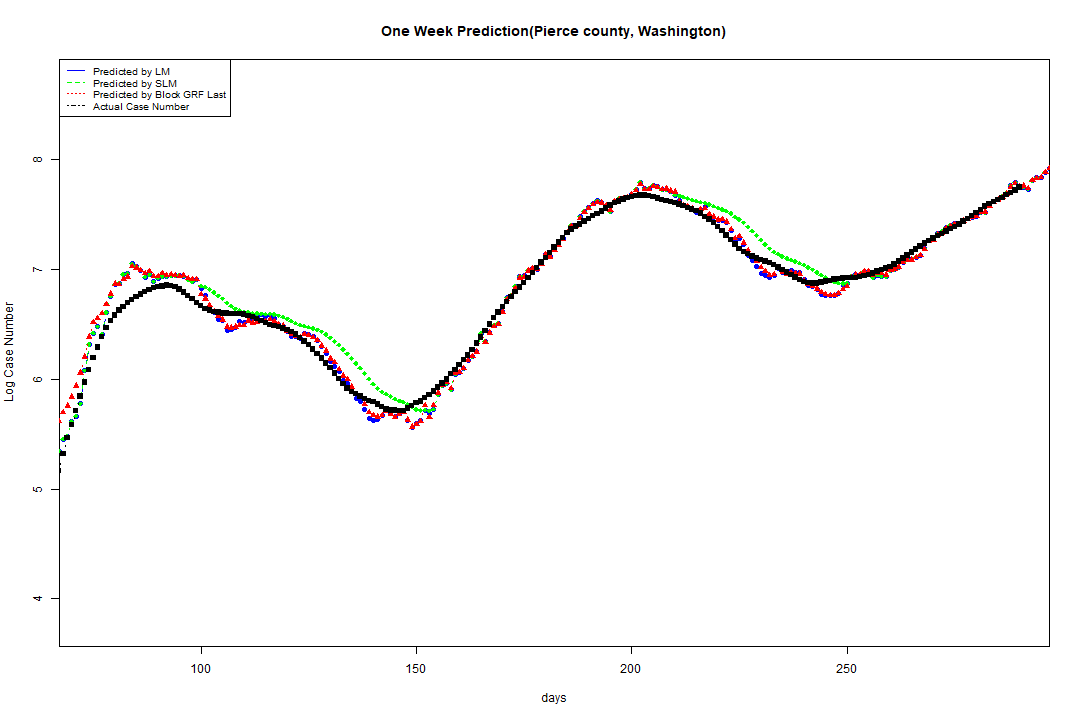 One Week Prediction(Pierce county, Washington)
Predicted by LM
Predicted by SLM
Predicted by Block GRF Last
Actual Case Number
8
7
6
5
4
Log Case Number
100
150
200
250
days